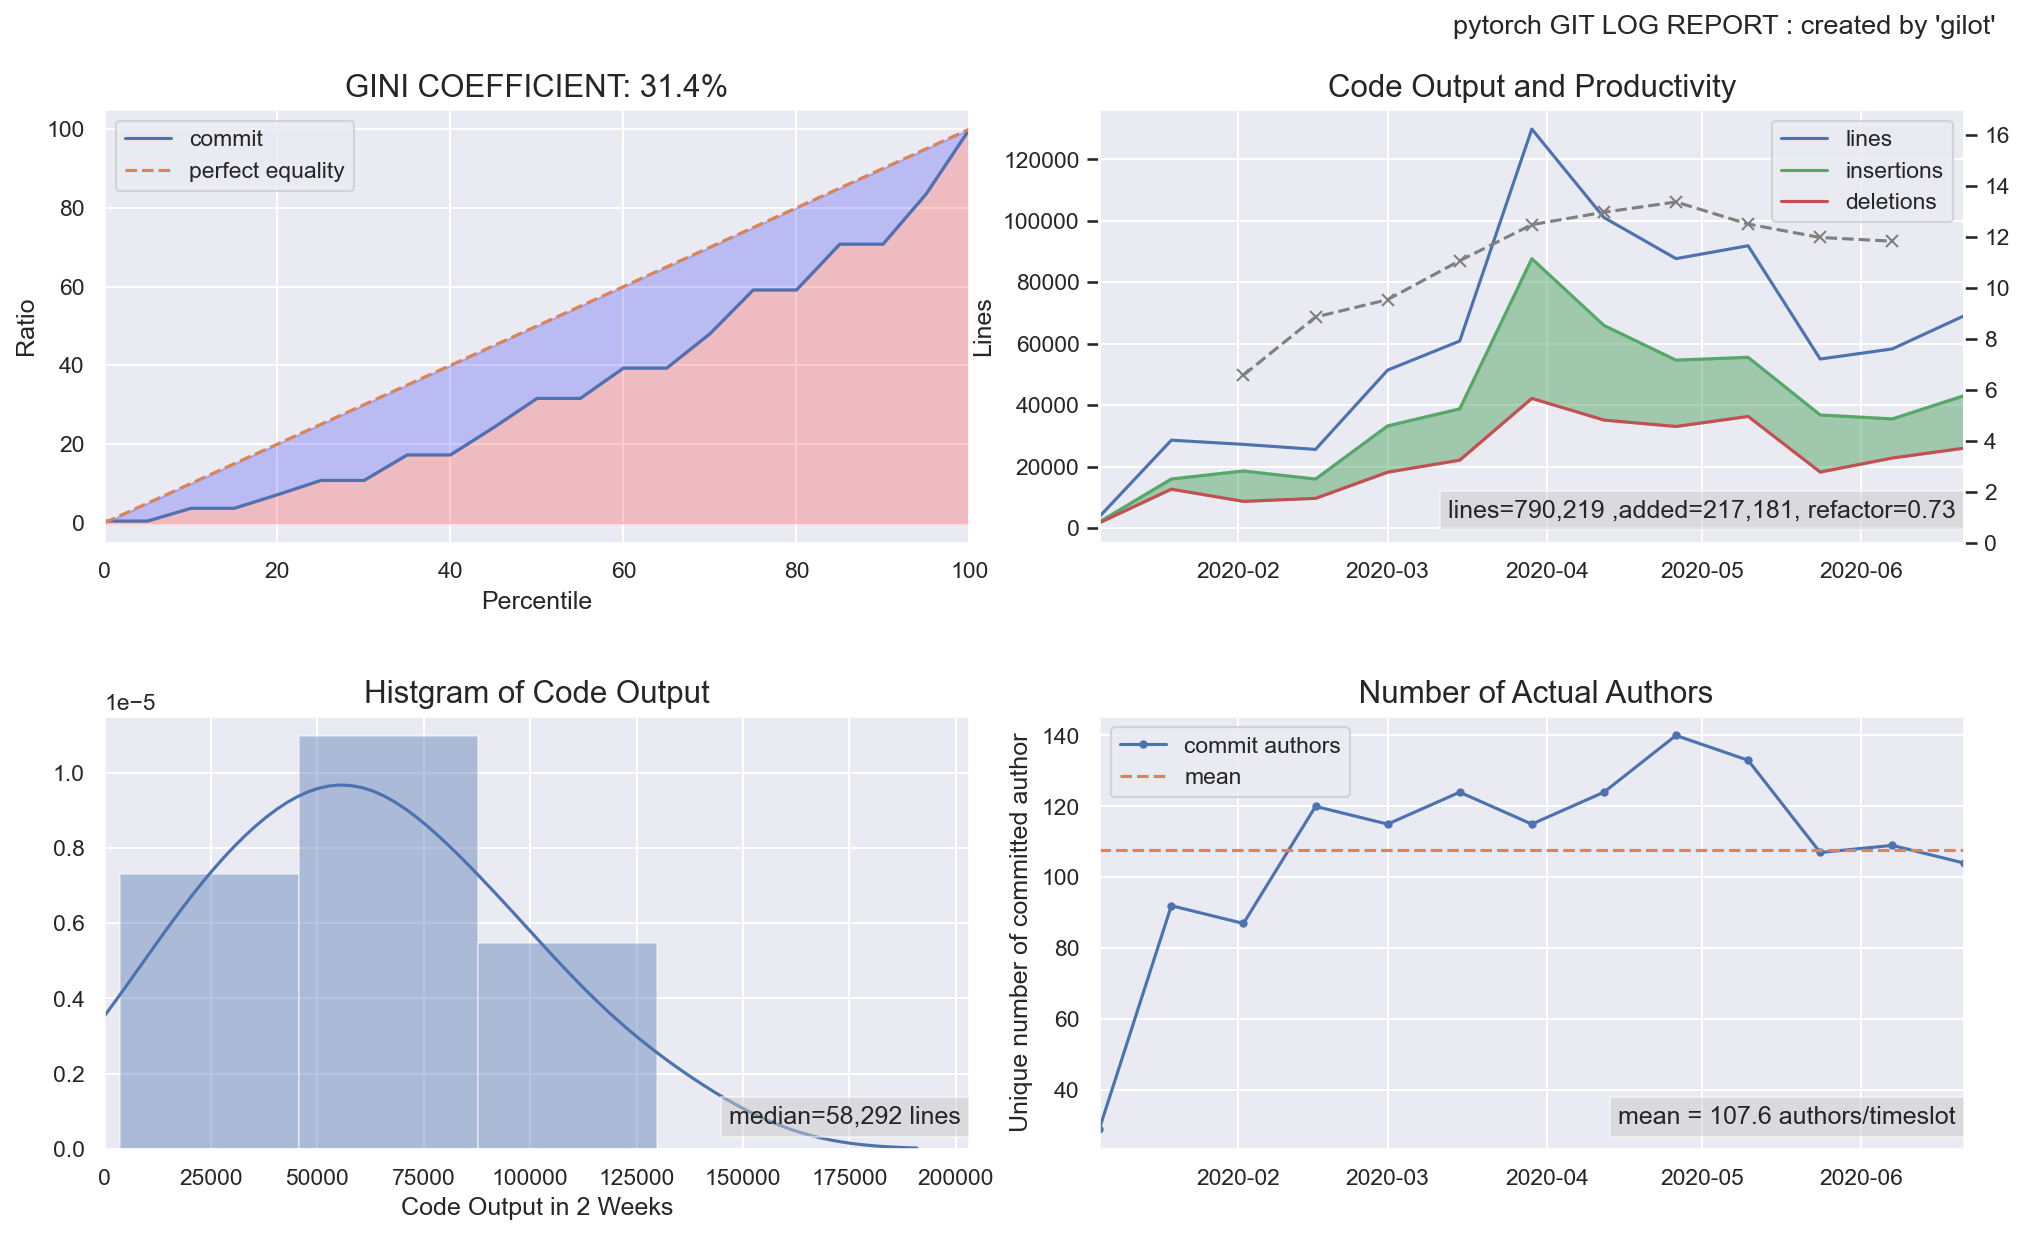 pytorch GIT LOG REPORT : created by 'gilot'
GINI COEFFICIENT: 31.4%
commit
perfect equality
Ratio
100
80
60
40
20
0
0 20 40 60 80 100
Percentile
Code Output and Productivity
lines
insertions
deletions
Lines
120000
100000
80000
60000
40000
20000
0
16
14
12
10
8
6
4
2
0
lines=790,219 ,added=217,181, refactor=0.73
2020-02 2020-03 2020-04 2020-05 2020-06
Histgram of Code Output
1e−5
1.0
0.8
0.6
0.4
0.2
0.0
median=58,292 lines
0 25000 50000 75000 100000 125000 150000 175000 200000
Code Output in 2 Weeks
Number of Actual Authors
commit authors
mean
Unique number of committed author
140
120
100
80
60
40
mean = 107.6 authors/timeslot
2020-02 2020-03 2020-04 2020-05 2020-06